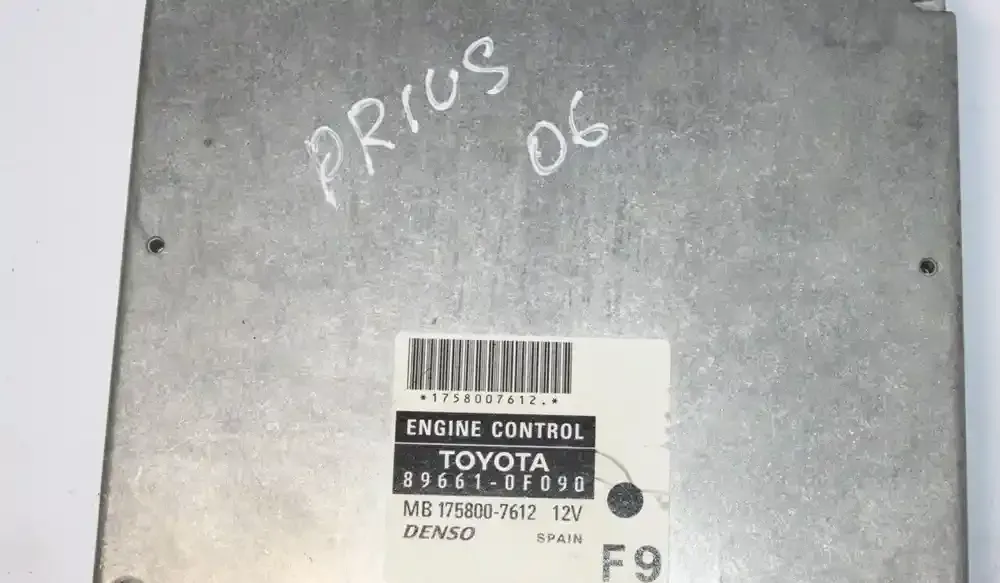 PRIUS
06
*1758007612.*
ENGINE CONTROL
TOYOTA
89661-0F090
MB 175800-7612 12V
DENSO SPAIN
F9